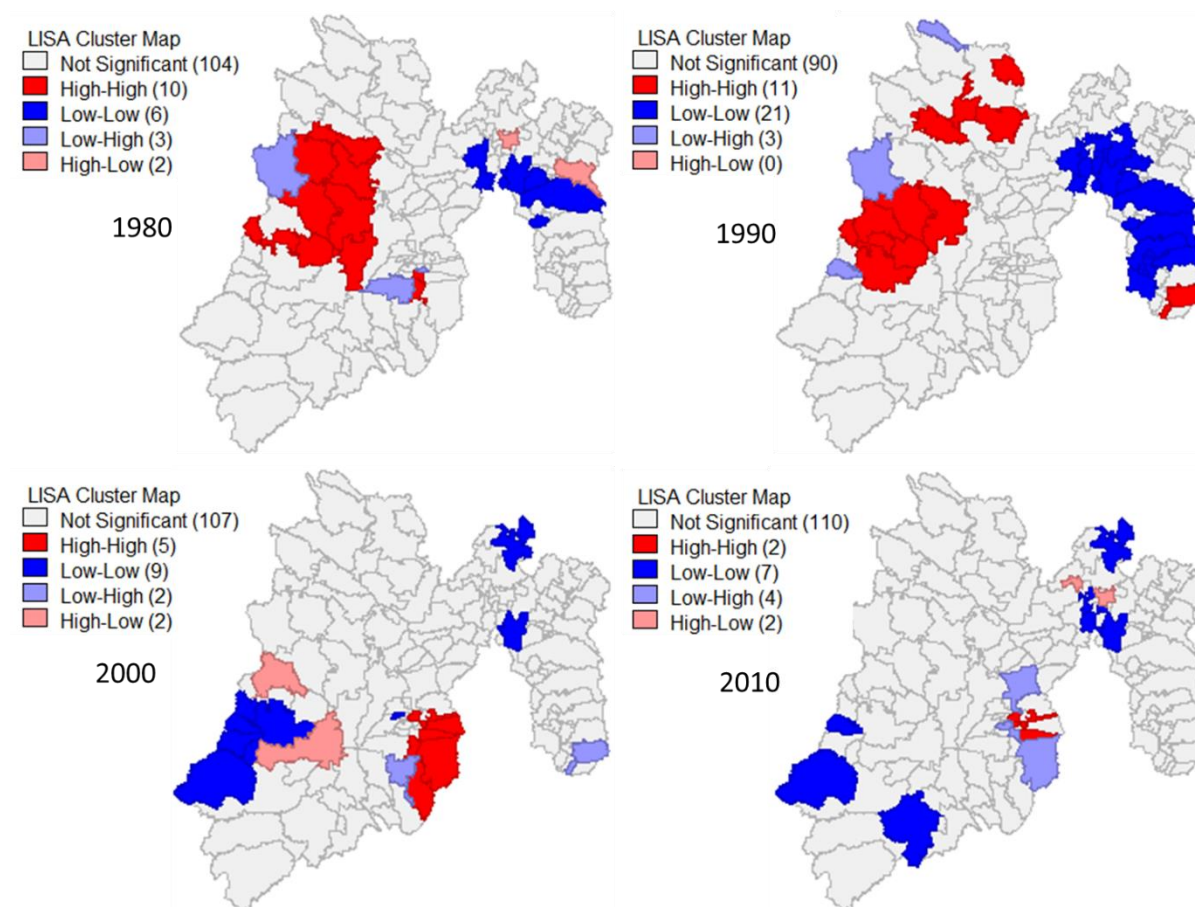 LISA Cluster Map
Not Significant (104)
High-High (10)
Low-Low (6)
Low-High (3)
High-Low (2)
1980
LISA Cluster Map
Not Significant (90)
High-High (11)
Low-Low (21)
Low-High (3)
High-Low (0)
1990
LISA Cluster Map
Not Significant (107)
High-High (5)
Low-Low (9)
Low-High (2)
High-Low (2)
2000
LISA Cluster Map
Not Significant (110)
High-High (2)
Low-Low (7)
Low-High (4)
High-Low (2)
2010